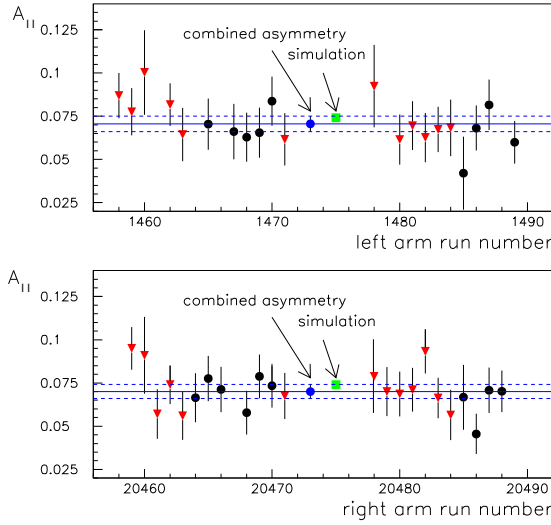 A||
0.125
0.1
0.075
0.05
0.025
combined asymmetry
simulation
1460
1470
1480
1490
left arm run number
A||
0.125
0.1
0.075
0.05
0.025
combined asymmetry
simulation
20460
20470
20480
20490
right arm run number